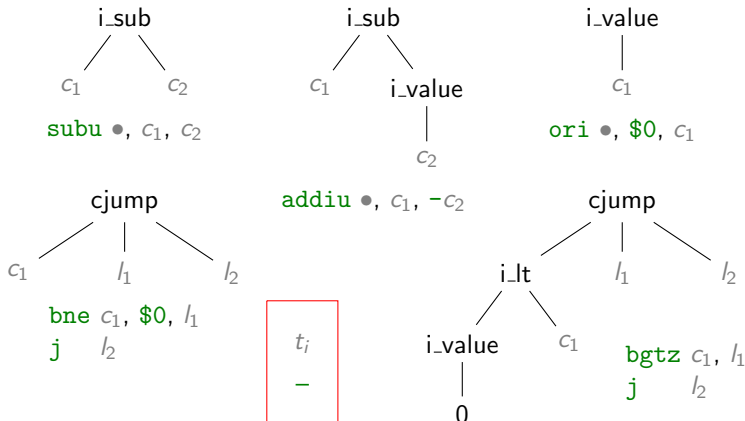 i_sub
c₁ c₂
subu •, c₁, c₂
i_sub
c₁ i_value
c₂
addiu •, c₁, -c₂
i_value
c₁
ori •, $0, c₁
cjump
c₁ l₁ l₂
bne c₁, $0, l₁
j l₂
tᵢ
–
cjump
i_lt l₁ l₂
i_value c₁
0
bgtz c₁, l₁
j l₂